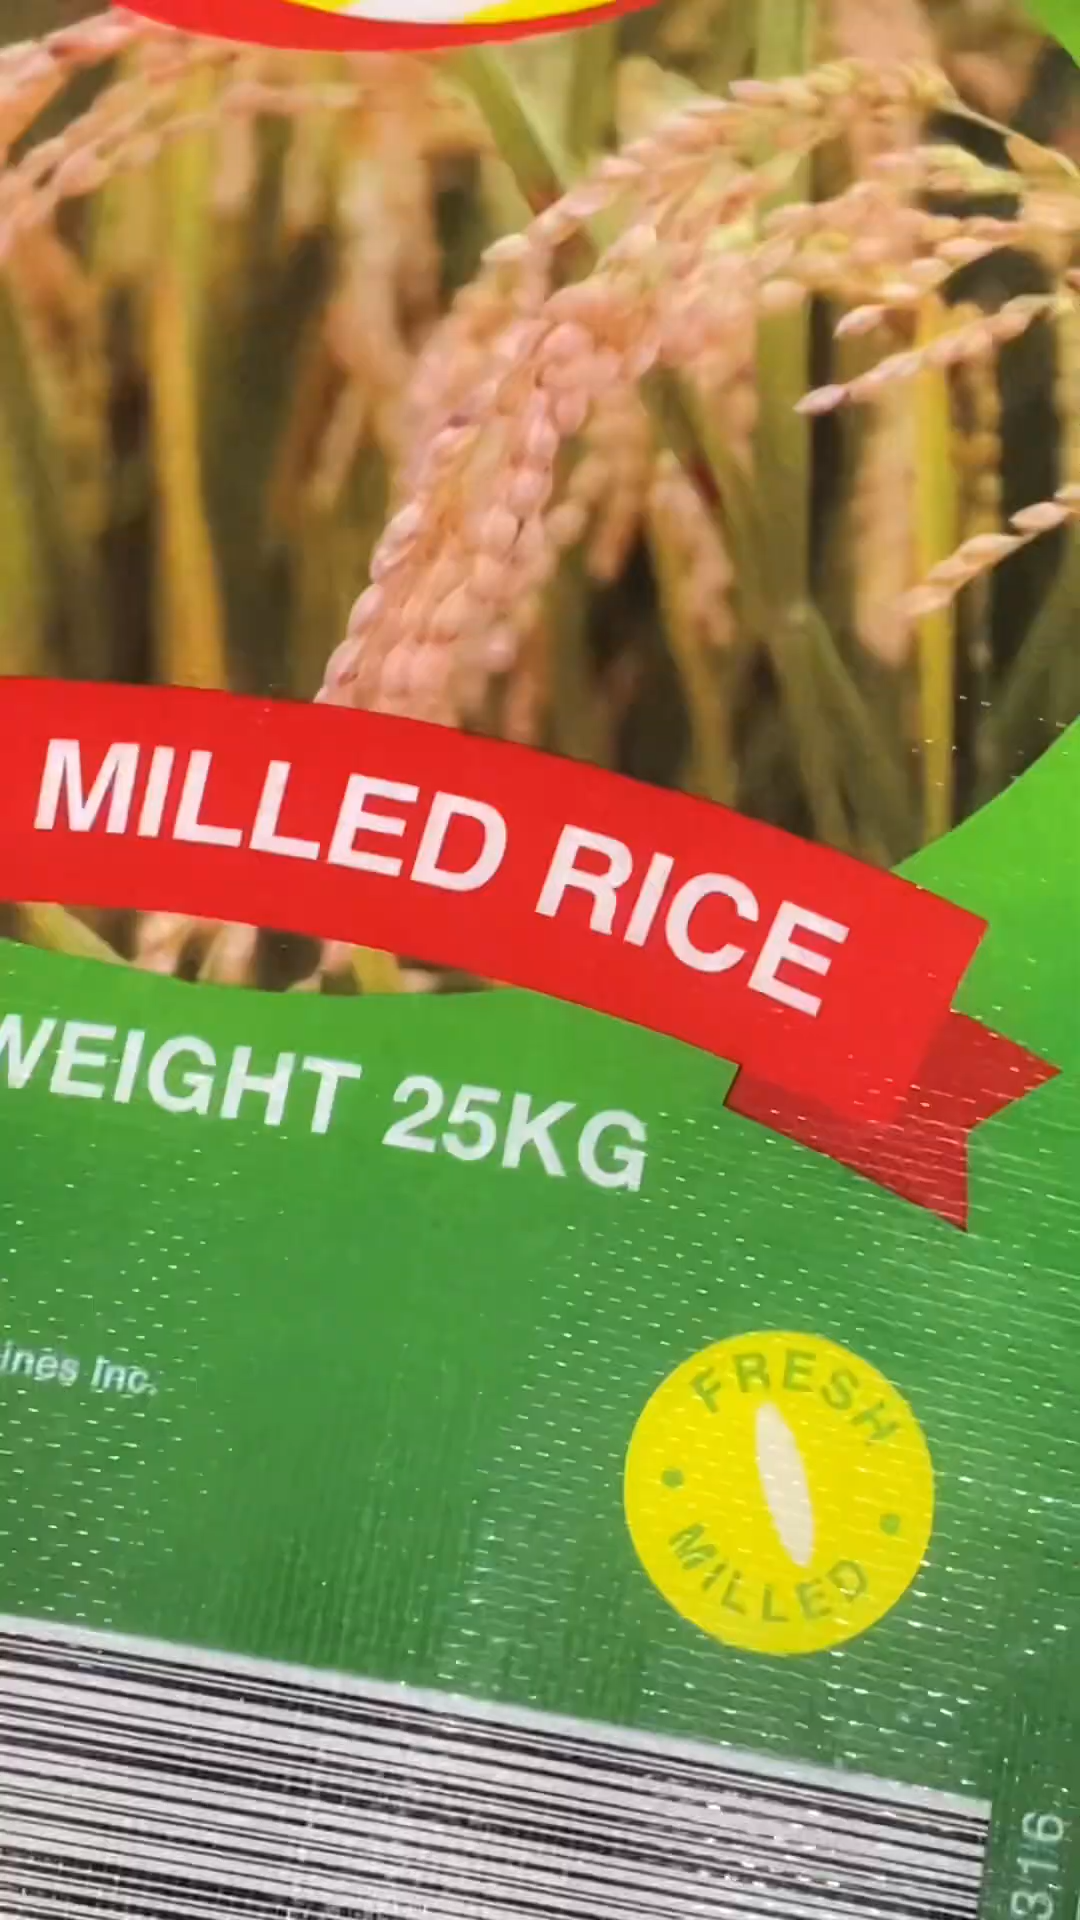 MILLED RICE
WEIGHT 25KG
ines Inc.
FRESH
MILLED
316